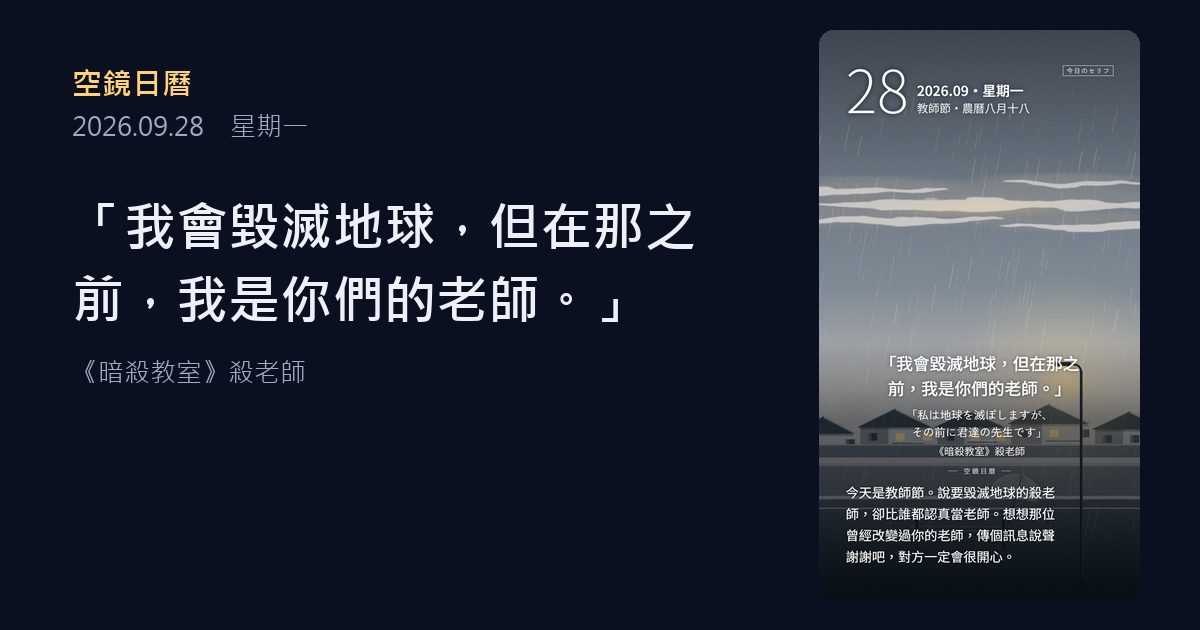 空鏡日曆
2026.09.28 星期一
「我會毀滅地球，但在那之
前，我是你們的老師。」
《暗殺教室》殺老師
今日のセリフ
28
2026.09・星期一
教師節・農曆八月十八
「我會毀滅地球，但在那之
前，我是你們的老師。」
「私は地球を滅ぼしますが、
その前に君達の先生です」
《暗殺教室》殺老師
— 空鏡日曆 —
今天是教師節。說要毀滅地球的殺老
師，卻比誰都認真當老師。想想那位
曾經改變過你的老師，傳個訊息說聲
謝謝吧，對方一定會很開心。